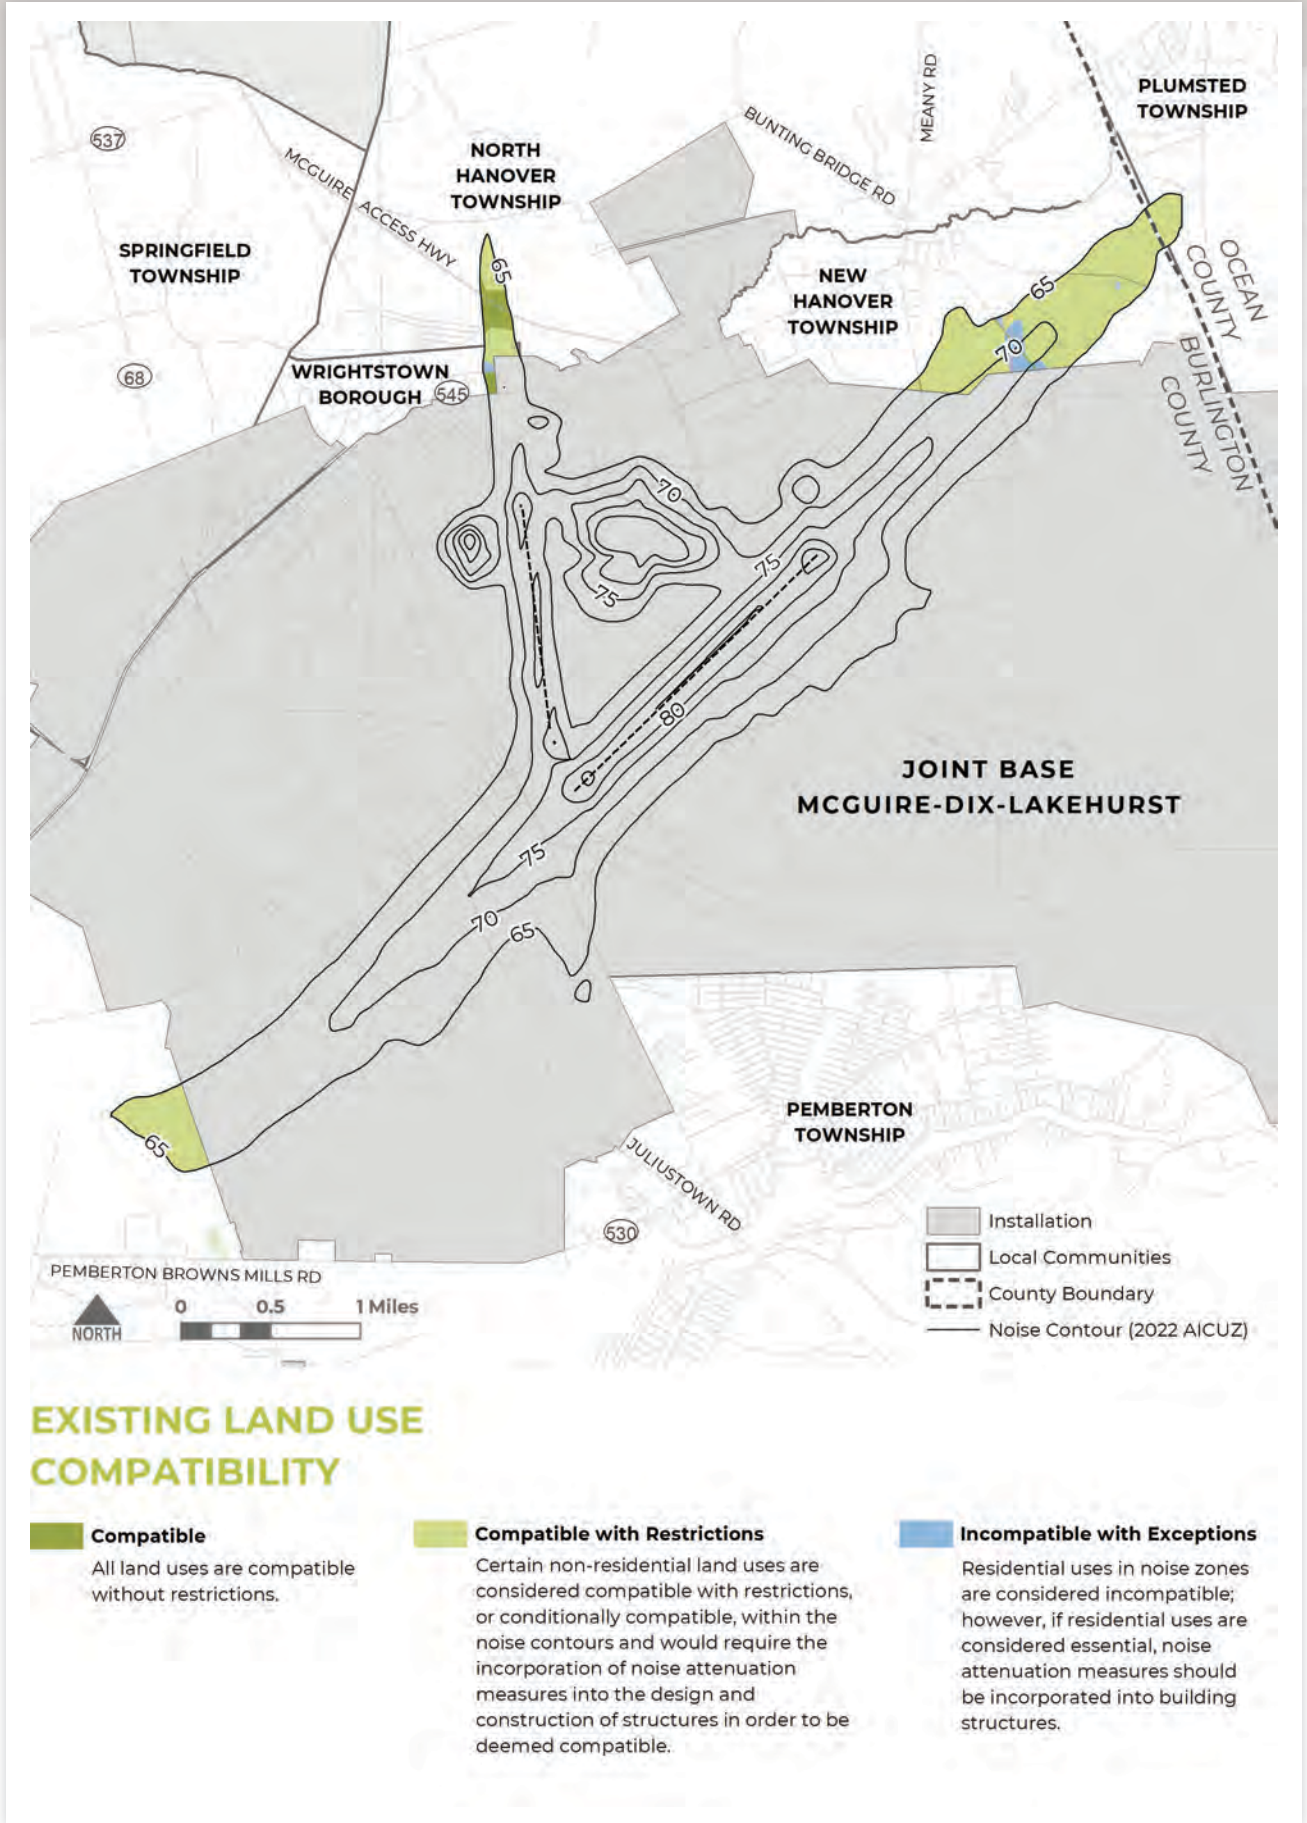 PLUMSTED
TOWNSHIP
MEANY RD
BUNTING BRIDGE RD
537
NORTH
HANOVER
TOWNSHIP
MCGUIRE ACCESS HWY
SPRINGFIELD
TOWNSHIP
65
NEW
HANOVER
TOWNSHIP
65
OCEAN
COUNTY
70
BURLINGTON
COUNTY
68
WRIGHTSTOWN
BOROUGH
545
70
75
75
80
JOINT BASE
MCGUIRE-DIX-LAKEHURST
75
70
65
65
PEMBERTON
TOWNSHIP
JULIUSTOWN RD
530
PEMBERTON BROWNS MILLS RD
NORTH
0 0.5 1 Miles
Installation
Local Communities
County Boundary
Noise Contour (2022 AICUZ)
EXISTING LAND USE
COMPATIBILITY
Compatible
All land uses are compatible
without restrictions.
Compatible with Restrictions
Certain non-residential land uses are
considered compatible with restrictions,
or conditionally compatible, within the
noise contours and would require the
incorporation of noise attenuation
measures into the design and
construction of structures in order to be
deemed compatible.
Incompatible with Exceptions
Residential uses in noise zones
are considered incompatible;
however, if residential uses are
considered essential, noise
attenuation measures should
be incorporated into building
structures.